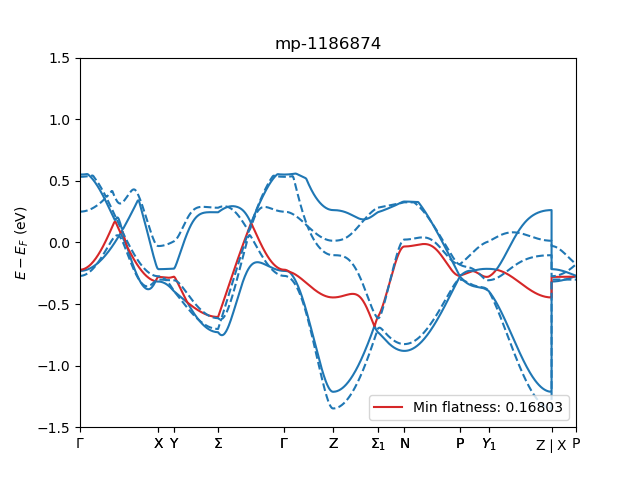 mp-1186874
1.5
1.0
0.5
0.0
−0.5
−1.0
−1.5
E − E_F (eV)
Min flatness: 0.16803
Γ X Y Σ Γ Z Σ₁ N P Y₁ Z | X P